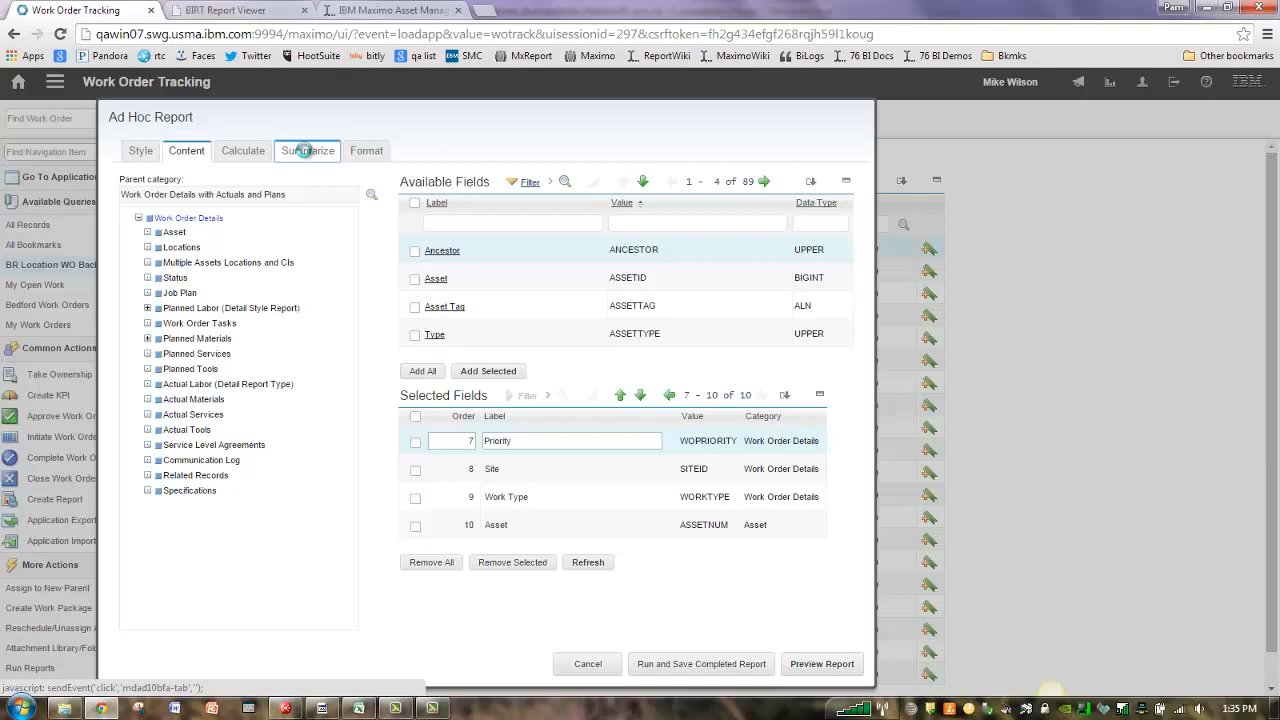 Work Order Tracking
BIRT Report Viewer
IBM Maximo Asset Mana
Pam
qawin07.swg.usma.ibm.com:9994/maximo/ui/?event=loadapp&value=wotrack&uisessionid=297&csrftoken=fh2g434efgf268rqjh59l1koug
Apps
Pandora
rtc
Faces
Twitter
HootSuite
bitly
qa list
SMC
MxReport
Maximo
ReportWiki
MaximoWiki
BiLogs
76 BI Docs
76 BI Demos
Bkmks
Other bookmarks
Work Order Tracking
Mike Wilson
IBM
Find Work Order
Find Navigation Item
Go To Application
Available Queries
All Records
All Bookmarks
BR Location WO Back
My Open Work
Bedford Work Orders
My Work Orders
Common Actions
Take Ownership
Create KPI
Approve Work Or
Initiate Work Orde
Complete Work O
Close Work Orde
Create Report
Application Export
Application Import
More Actions
Assign to New Parent
Create Work Package
Reschedule/Unassign A
Attachment Library/Fold
Run Reports
Ad Hoc Report
Style
Content
Calculate
Summarize
Format
Parent category:
Work Order Details with Actuals and Plans
Work Order Details
Asset
Locations
Multiple Assets Locations and CIs
Status
Job Plan
Planned Labor (Detail Style Report)
Work Order Tasks
Planned Materials
Planned Services
Planned Tools
Actual Labor (Detail Report Type)
Actual Materials
Actual Services
Actual Tools
Service Level Agreements
Communication Log
Related Records
Specifications
Available Fields
Filter
1 - 4 of 89
Label Value Data Type
Ancestor ANCESTOR UPPER
Asset ASSETID BIGINT
Asset Tag ASSETTAG ALN
Type ASSETTYPE UPPER
Add All
Add Selected
Selected Fields
Filter
7 - 10 of 10
Order Label Value Category
7 Priority WOPRIORITY Work Order Details
8 Site SITEID Work Order Details
9 Work Type WORKTYPE Work Order Details
10 Asset ASSETNUM Asset
Remove All
Remove Selected
Refresh
Cancel
Run and Save Completed Report
Preview Report
javascript: sendEvent('click','mdad10bfa-tab','');
1:35 PM